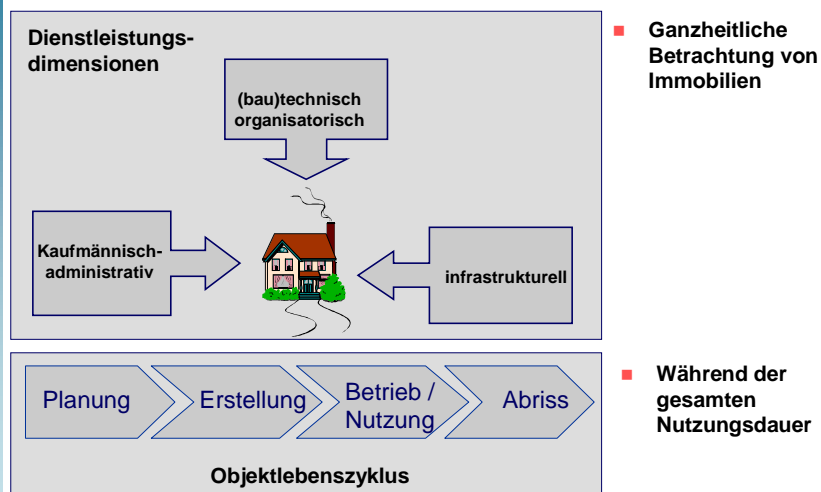 Dienstleistungs-
dimensionen
(bau)technisch
organisatorisch
Kaufmännisch-
administrativ
infrastrukturell
Ganzheitliche
Betrachtung von
Immobilien
Planung
Erstellung
Betrieb /
Nutzung
Abriss
Objektlebenszyklus
Während der
gesamten
Nutzungsdauer